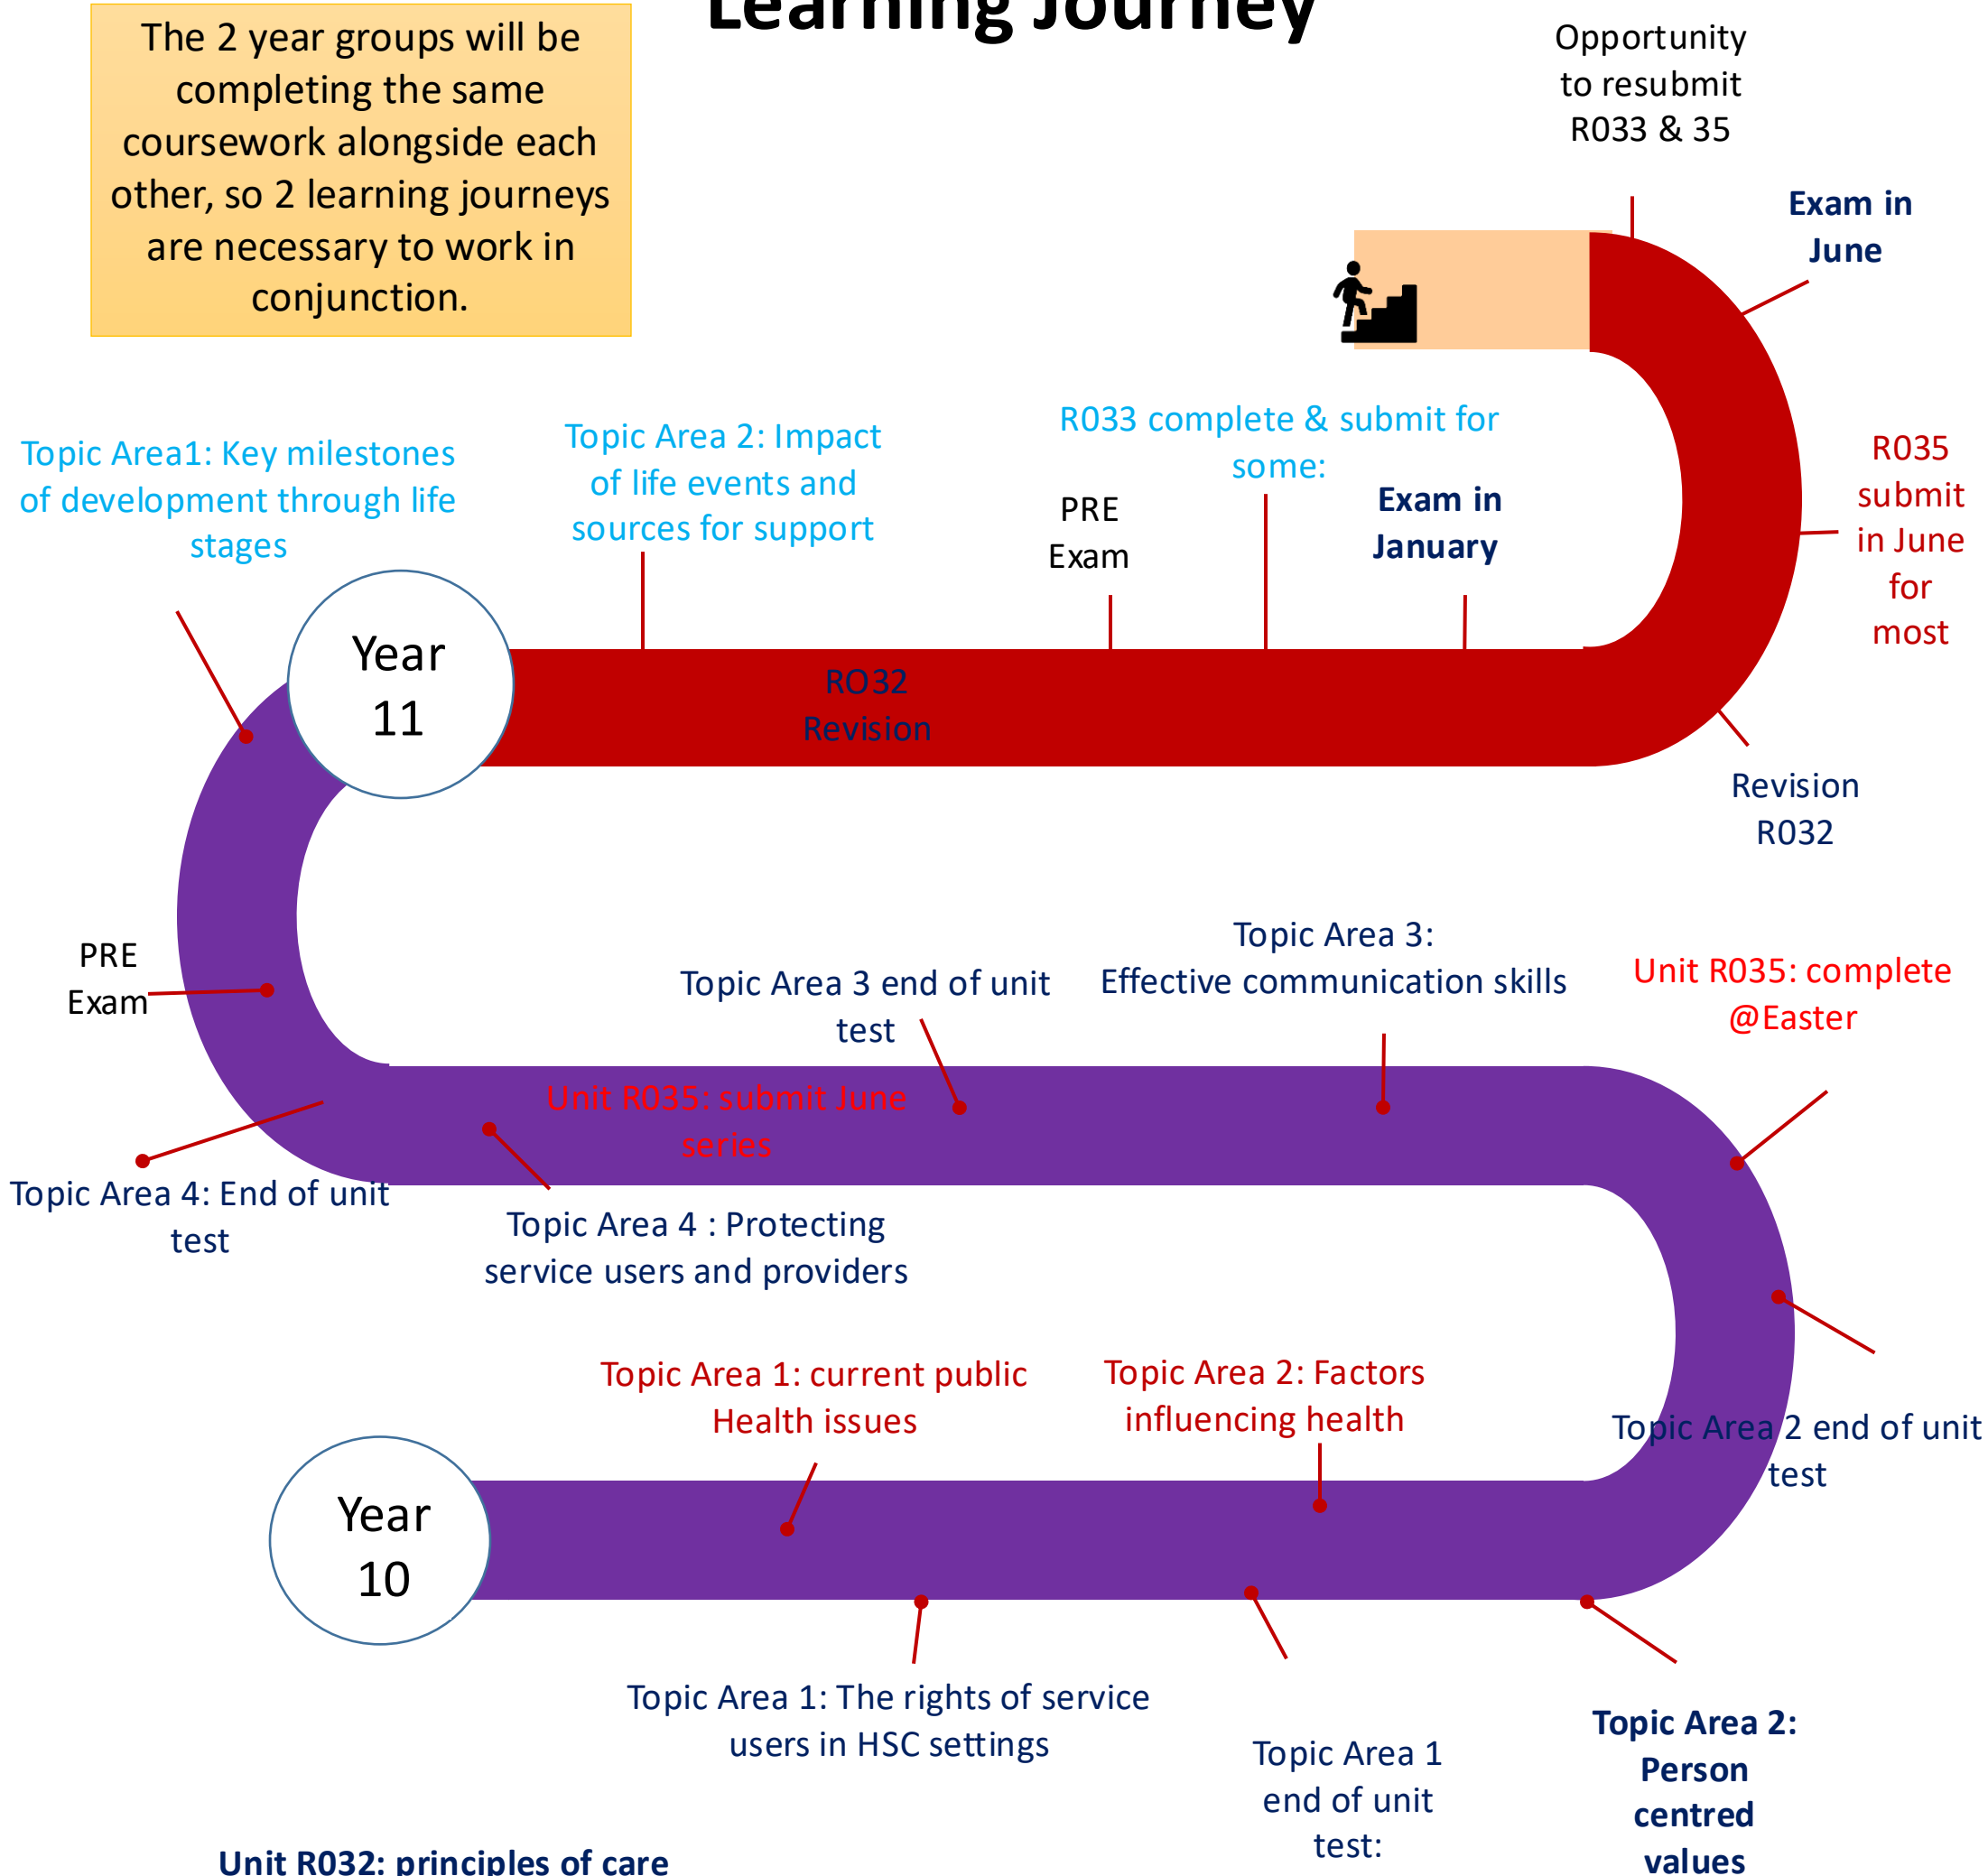 Learning Journey
The 2 year groups will be
completing the same
coursework alongside each
other, so 2 learning journeys
are necessary to work in
conjunction.
Opportunity
to resubmit
R033 & 35
Exam in
June
R035
submit
in June
for
most
Revision
R032
R033 complete & submit for
some:
Exam in
January
PRE
Exam
Topic Area 2: Impact
of life events and
sources for support
Topic Area1: Key milestones
of development through life
stages
Year
11
RO32
Revision
PRE
Exam
Topic Area 3 end of unit
test
Topic Area 3:
Effective communication skills
Unit R035: complete
@Easter
Unit R035: submit June
series
Topic Area 4: End of unit
test
Topic Area 4 : Protecting
service users and providers
Topic Area 1: current public
Health issues
Topic Area 2: Factors
influencing health
Topic Area 2 end of unit
test
Year
10
Topic Area 1: The rights of service
users in HSC settings
Topic Area 1
end of unit
test:
Topic Area 2:
Person
centred
values
Unit R032: principles of care